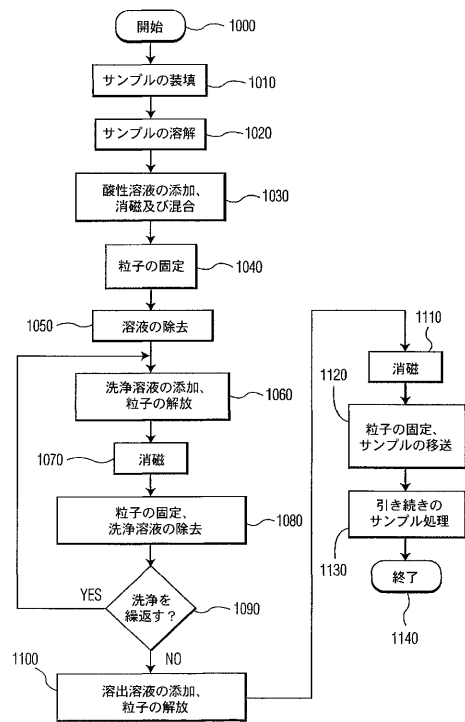 開始
1000
サンプルの装填
1010
サンプルの溶解
1020
酸性溶液の添加、
消磁及び混合
1030
粒子の固定
1040
1050
溶液の除去
洗浄溶液の添加、
粒子の解放
1060
1070
消磁
粒子の固定、
洗浄溶液の除去
1080
YES
洗浄を
繰返す？
1090
NO
1100
溶出溶液の添加、
粒子の解放
1110
消磁
1120
粒子の固定、
サンプルの移送
引き続きの
サンプル処理
1130
終了
1140